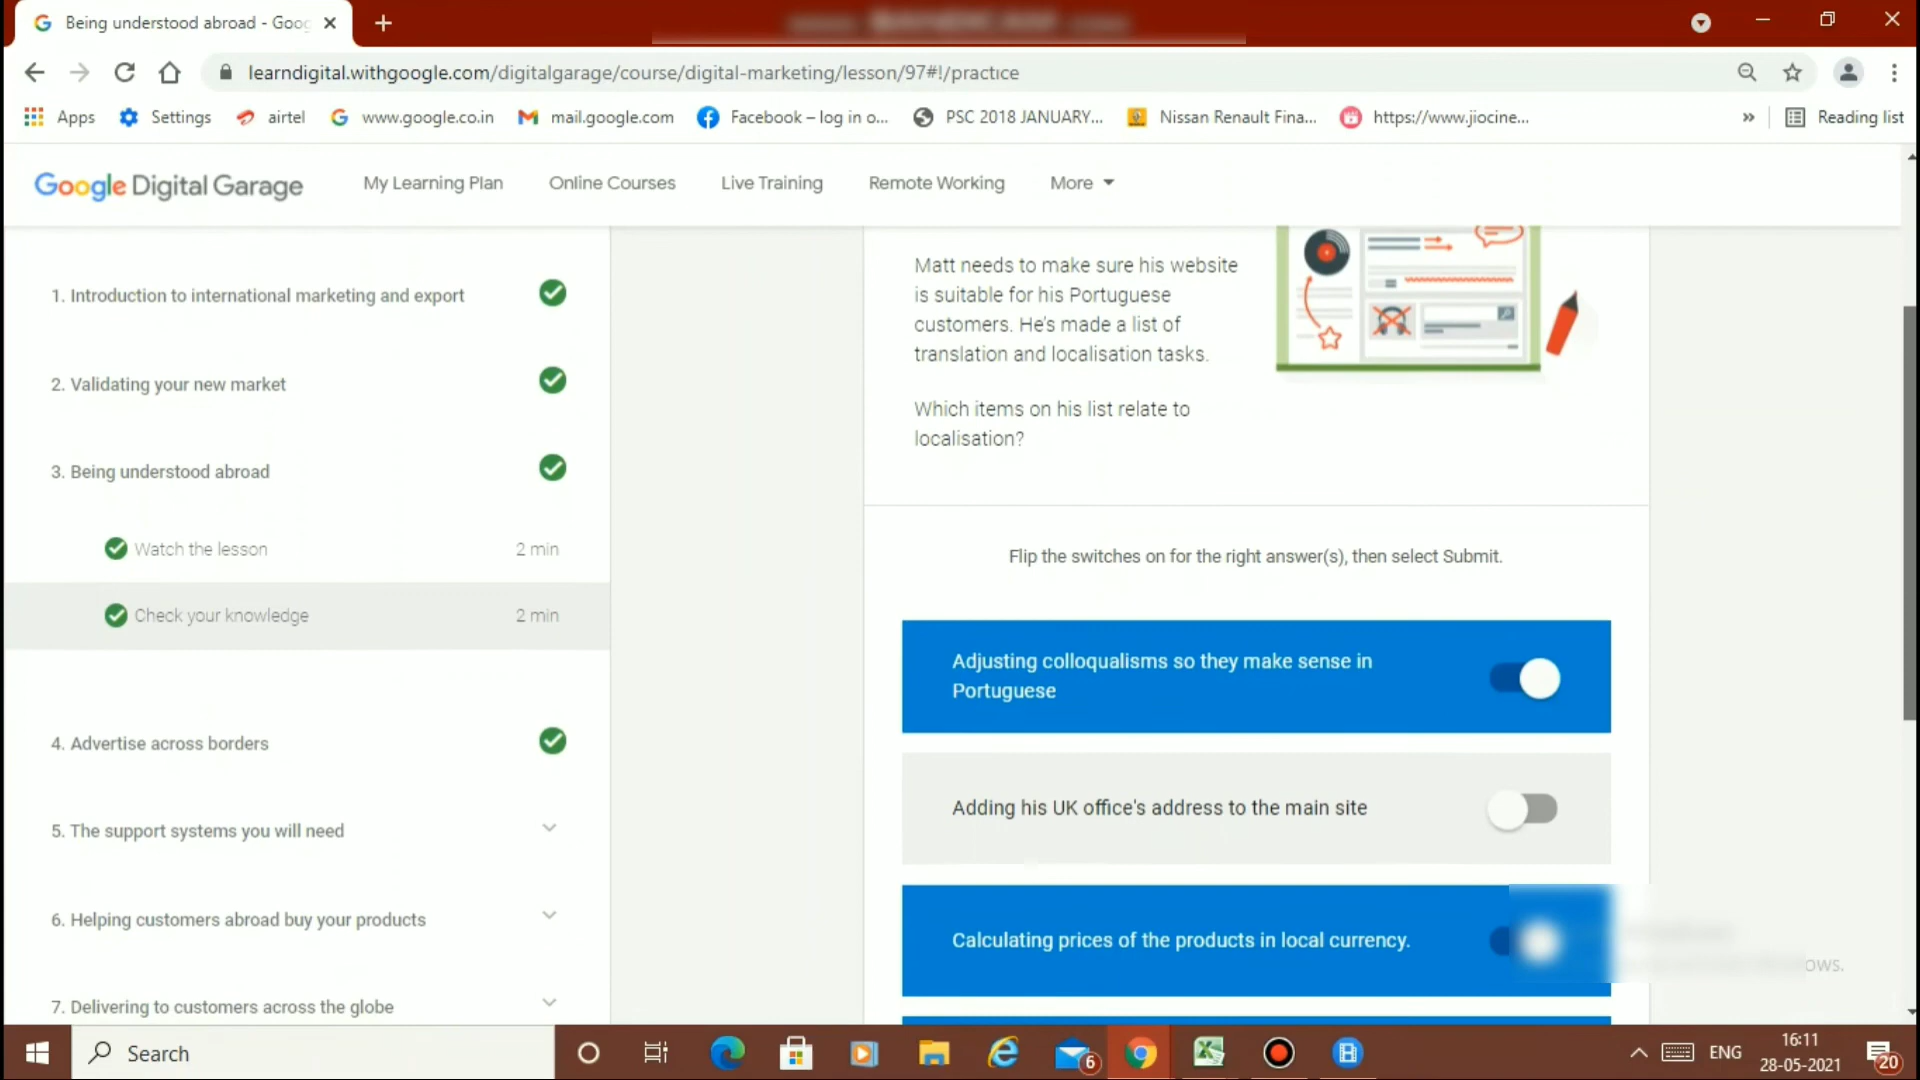 Being understood abroad - Goog
learndigital.withgoogle.com/digitalgarage/course/digital-marketing/lesson/97#!/practice
Apps
Settings
airtel
www.google.co.in
mail.google.com
Facebook – log in o...
PSC 2018 JANUARY...
Nissan Renault Fina...
https://www.jiocine...
»
Reading list
Google Digital Garage
My Learning Plan
Online Courses
Live Training
Remote Working
More
1. Introduction to international marketing and export
2. Validating your new market
3. Being understood abroad
Watch the lesson
2 min
Check your knowledge
2 min
4. Advertise across borders
5. The support systems you will need
6. Helping customers abroad buy your products
7. Delivering to customers across the globe
Matt needs to make sure his website
is suitable for his Portuguese
customers. He's made a list of
translation and localisation tasks.
Which items on his list relate to
localisation?
Flip the switches on for the right answer(s), then select Submit.
Adjusting colloqualisms so they make sense in
Portuguese
Adding his UK office's address to the main site
Calculating prices of the products in local currency.
ows.
Search
6
ENG
16:11
28-05-2021
20